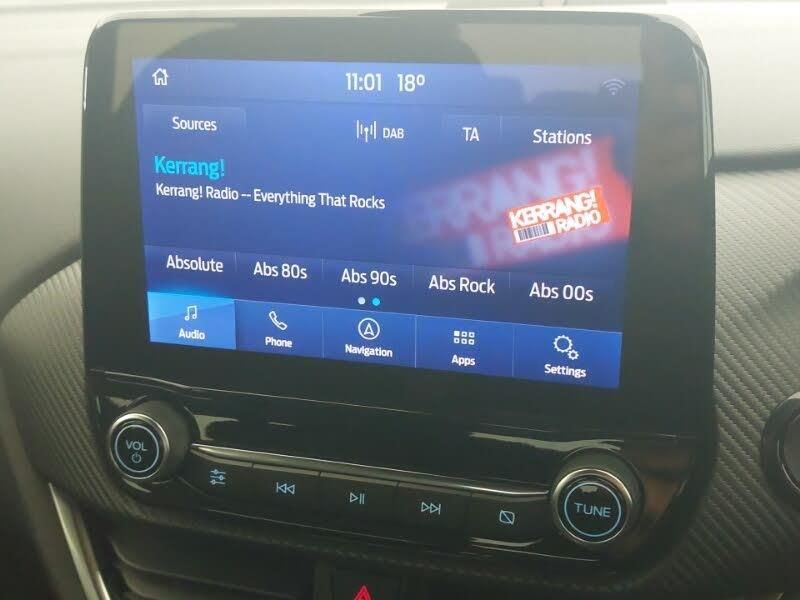 11:01 18°
Sources
DAB
TA
Stations
Kerrang!
Kerrang! Radio -- Everything That Rocks
KERRANG!
RADIO
Absolute
Abs 80s
Abs 90s
Abs Rock
Abs 00s
Audio
Phone
Navigation
Apps
Settings
VOL
TUNE